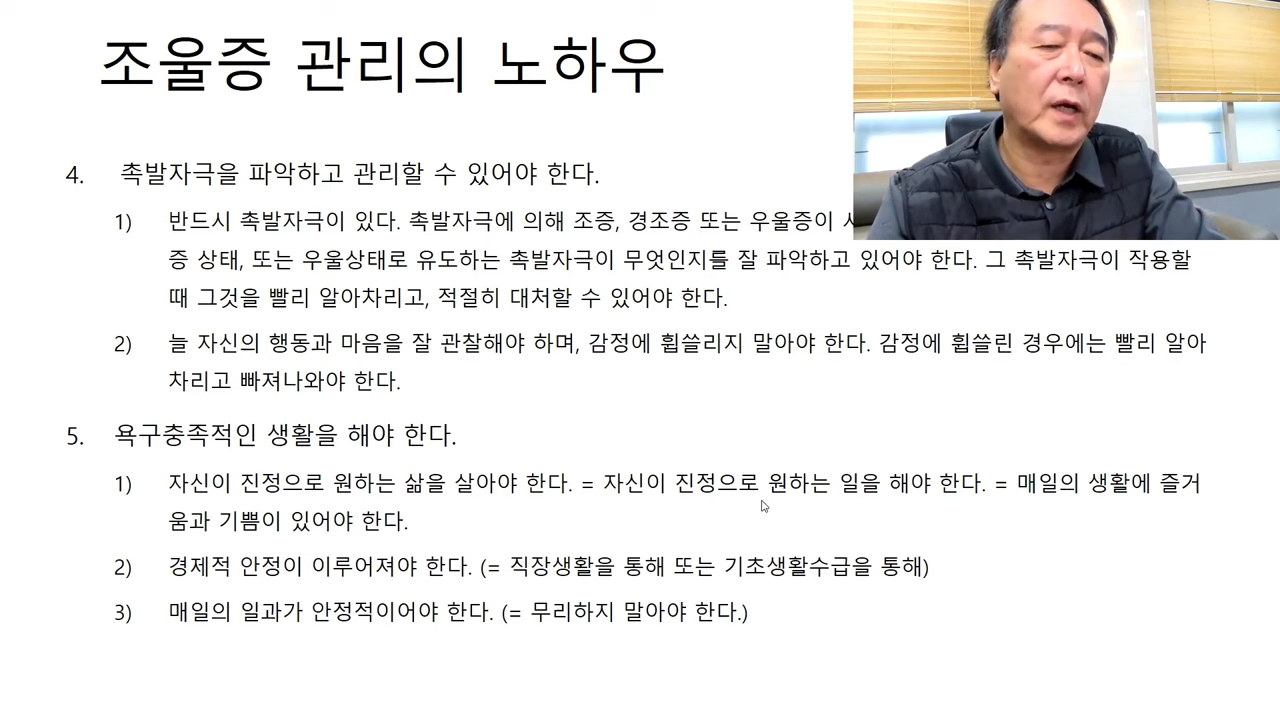 조울증 관리의 노하우
4. 촉발자극을 파악하고 관리할 수 있어야 한다.
1) 반드시 촉발자극이 있다. 촉발자극에 의해 조증, 경조증 또는 우울증이
증 상태, 또는 우울상태로 유도하는 촉발자극이 무엇인지를 잘 파악하고 있어야 한다. 그 촉발자극이 작용할
때 그것을 빨리 알아차리고, 적절히 대처할 수 있어야 한다.
2) 늘 자신의 행동과 마음을 잘 관찰해야 하며, 감정에 휩쓸리지 말아야 한다. 감정에 휩쓸린 경우에는 빨리 알아
차리고 빠져나와야 한다.
5. 욕구충족적인 생활을 해야 한다.
1) 자신이 진정으로 원하는 삶을 살아야 한다. = 자신이 진정으로 원하는 일을 해야 한다. = 매일의 생활에 즐거
움과 기쁨이 있어야 한다.
2) 경제적 안정이 이루어져야 한다. (= 직장생활을 통해 또는 기초생활수급을 통해)
3) 매일의 일과가 안정적이어야 한다. (= 무리하지 말아야 한다.)